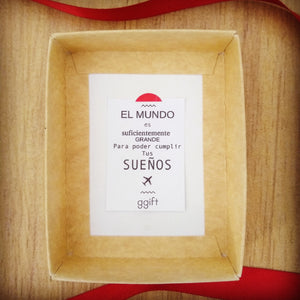 EL MUNDO
es
suficientemente
GRANDE
Para poder cumplir
Tus
SUEÑOS
ggift